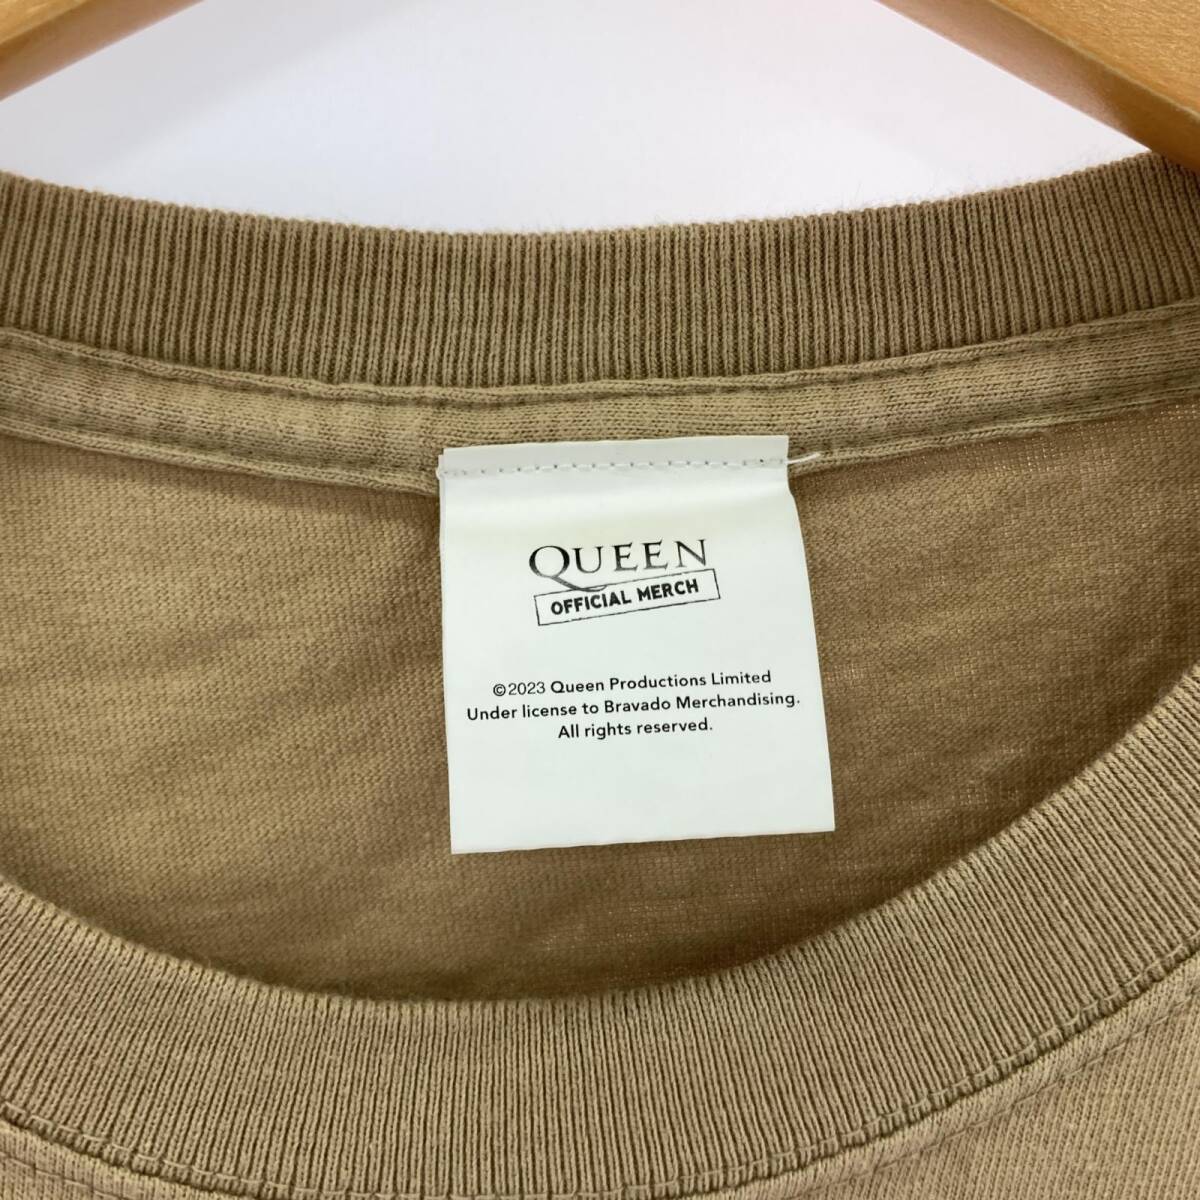 QUEEN
OFFICIAL MERCH
©2023 Queen Productions Limited
Under license to Bravado Merchandising.
All rights reserved.